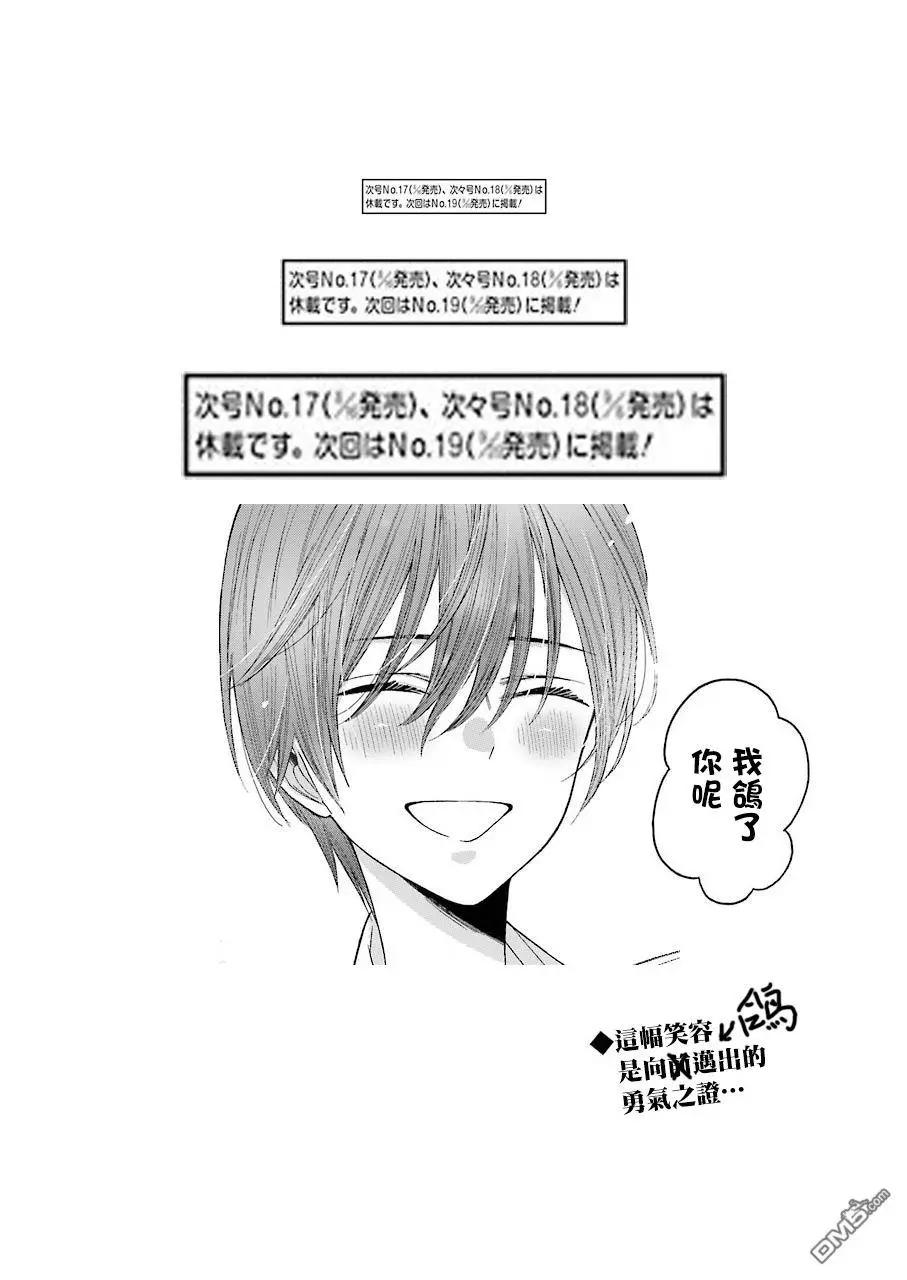 次号No.17(発売)、次々号No.18(発売)は
休載です。次回はNo.19(発売)に掲載!
次号No.17(発売)、次々号No.18(発売)は
休載です。次回はNo.19(発売)に掲載!
次号No.17(発売)、次々号No.18(発売)は
休載です。次回はNo.19(発売)に掲載!
我鴿了
你呢
鴿
◆這幅笑容
是向邁出的
勇氣之證…
DM5.com